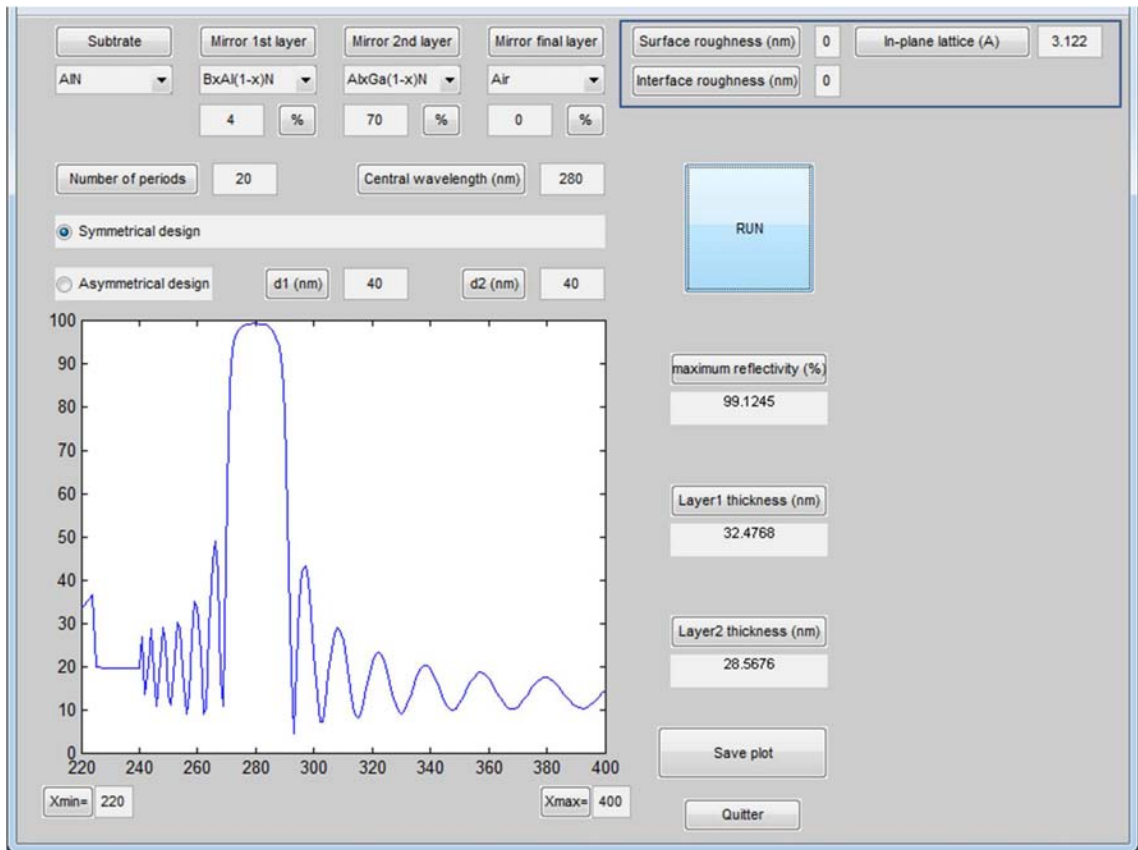 Subtrate Mirror 1st layer Mirror 2nd layer Mirror final layer Surface roughness (nm) 0 In-plane lattice (A) 3.122
AlN BxAl(1-x)N AlxGa(1-x)N Air Interface roughness (nm) 0
4 % 70 % 0 %
Number of periods 20 Central wavelength (nm) 280
RUN
Symmetrical design
Asymmetrical design d1 (nm) 40 d2 (nm) 40
100
90
80
70
60
50
40
30
20
10
0
220 240 260 280 300 320 340 360 380 400
Xmin= 220 Xmax= 400
maximum reflectivity (%)
99.1245
Layer1 thickness (nm)
32.4768
Layer2 thickness (nm)
28.5676
Save plot
Quitter